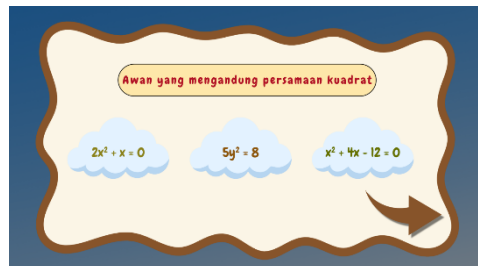 Awan yang mengandung persamaan kuadrat
2x² + x = 0
5y² = 8
x² + 4x - 12 = 0